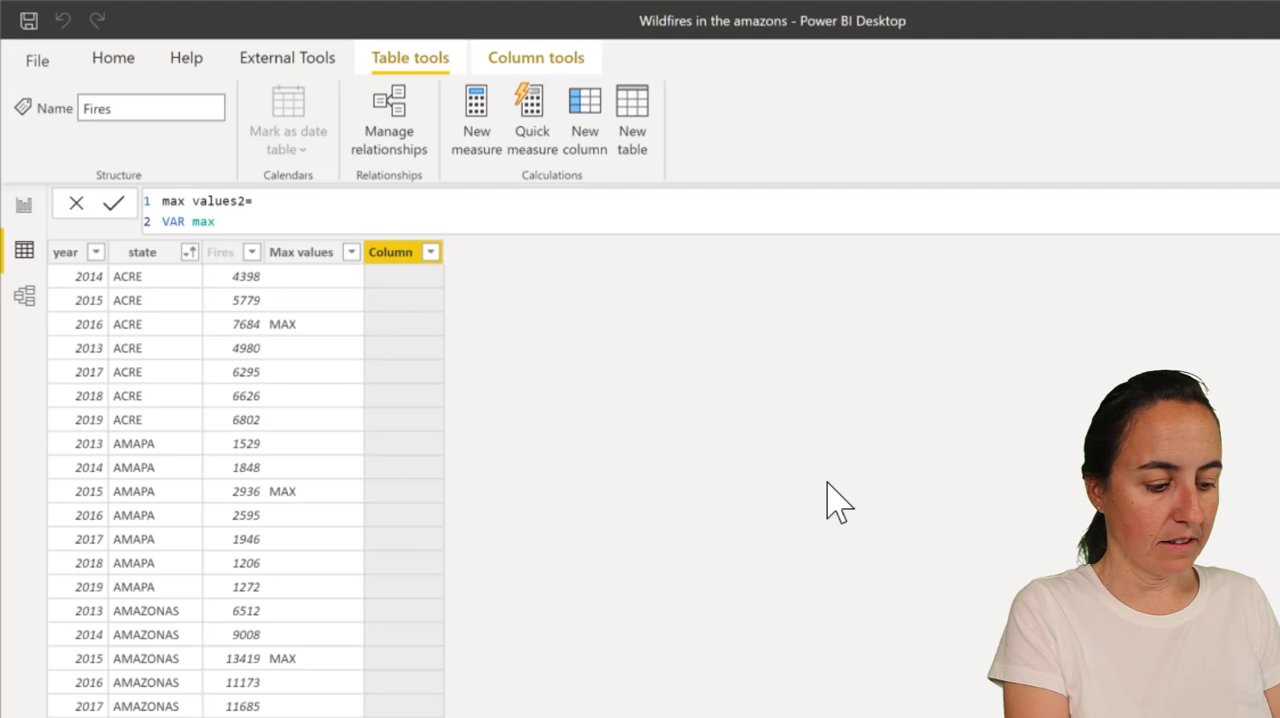 Wildfires in the amazons - Power BI Desktop
File Home Help External Tools Table tools Column tools
Name Fires
Mark as date table
Manage relationships
New measure
Quick measure
New column
New table
Structure Calendars Relationships Calculations
1 max values2=
2 VAR max
year state Fires Max values Column
2014 ACRE 4398
2015 ACRE 5779
2016 ACRE 7684 MAX
2013 ACRE 4980
2017 ACRE 6295
2018 ACRE 6626
2019 ACRE 6802
2013 AMAPA 1529
2014 AMAPA 1848
2015 AMAPA 2936 MAX
2016 AMAPA 2595
2017 AMAPA 1946
2018 AMAPA 1206
2019 AMAPA 1272
2013 AMAZONAS 6512
2014 AMAZONAS 9008
2015 AMAZONAS 13419 MAX
2016 AMAZONAS 11173
2017 AMAZONAS 11685